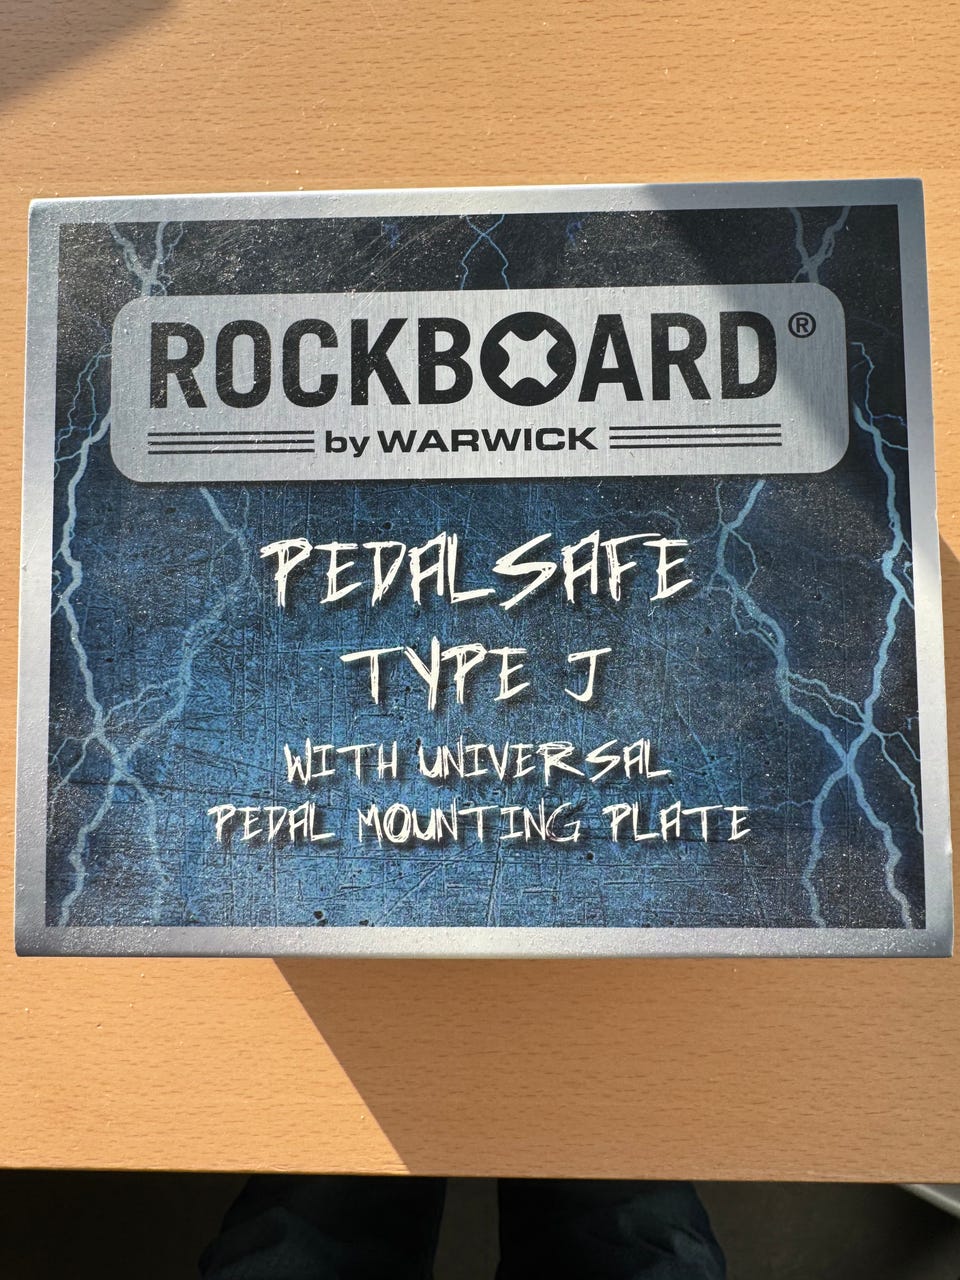 ROCKBOARD®
by WARWICK
PEDALSAFE
TYPE J
WITH UNIVERSAL
PEDAL MOUNTING PLATE